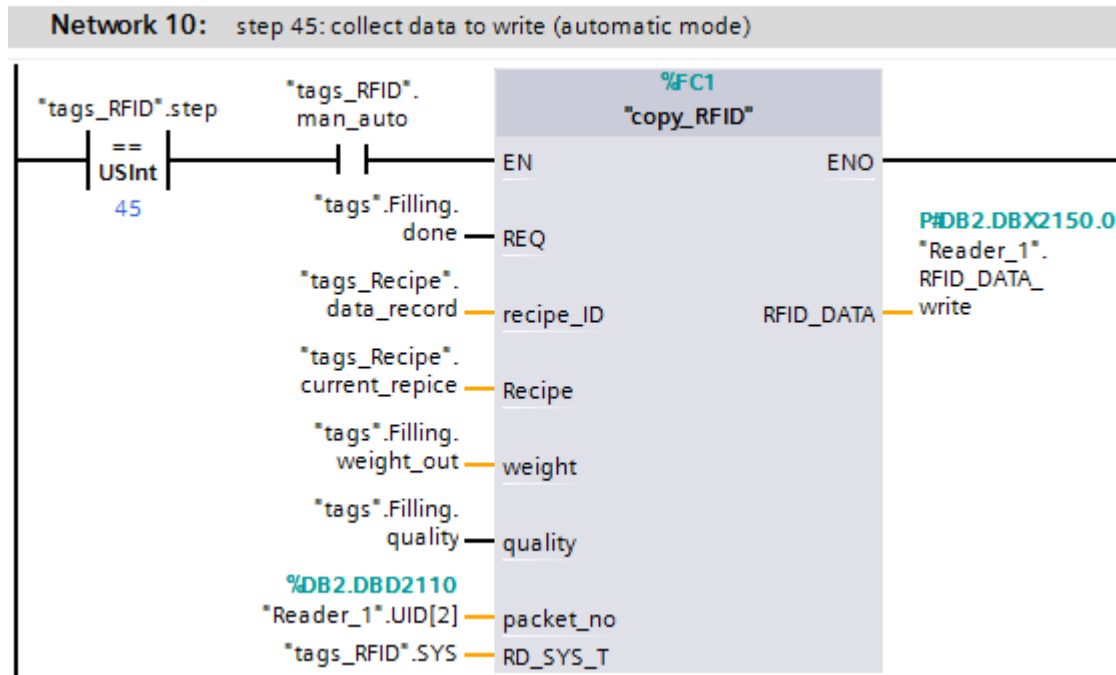 Network 10: step 45: collect data to write (automatic mode)
"tags_RFID".step
==
USInt
45
"tags_RFID".
man_auto
%FC1
"copy_RFID"
EN
ENO
"tags".Filling.
done
REQ
"tags_Recipe".
data_record
recipe_ID
"tags_Recipe".
current_repice
Recipe
"tags".Filling.
weight_out
weight
"tags".Filling.
quality
quality
%DB2.DBD2110
"Reader_1".UID[2]
packet_no
"tags_RFID".SYS
RD_SYS_T
RFID_DATA
P#DB2.DBX2150.0
"Reader_1".
RFID_DATA_
write